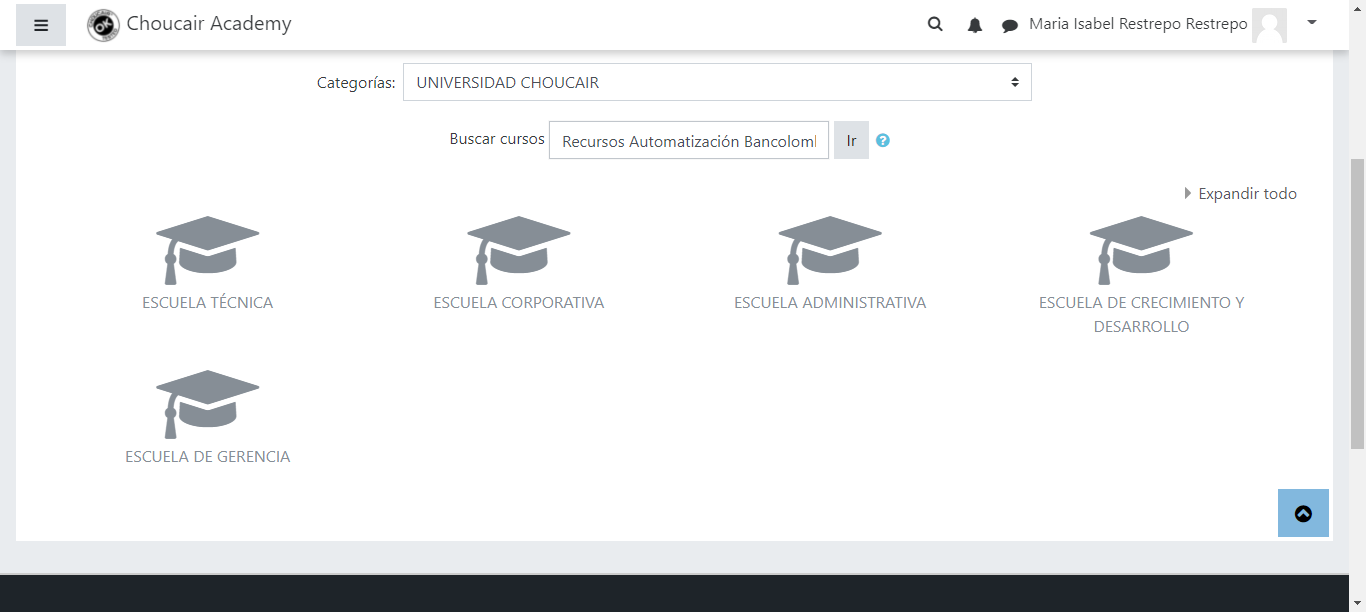 Choucair Academy
Maria Isabel Restrepo Restrepo
Categorías: UNIVERSIDAD CHOUCAIR
Buscar cursos Recursos Automatización Bancolom Ir
Expandir todo
ESCUELA TÉCNICA
ESCUELA CORPORATIVA
ESCUELA ADMINISTRATIVA
ESCUELA DE CRECIMIENTO Y
DESARROLLO
ESCUELA DE GERENCIA